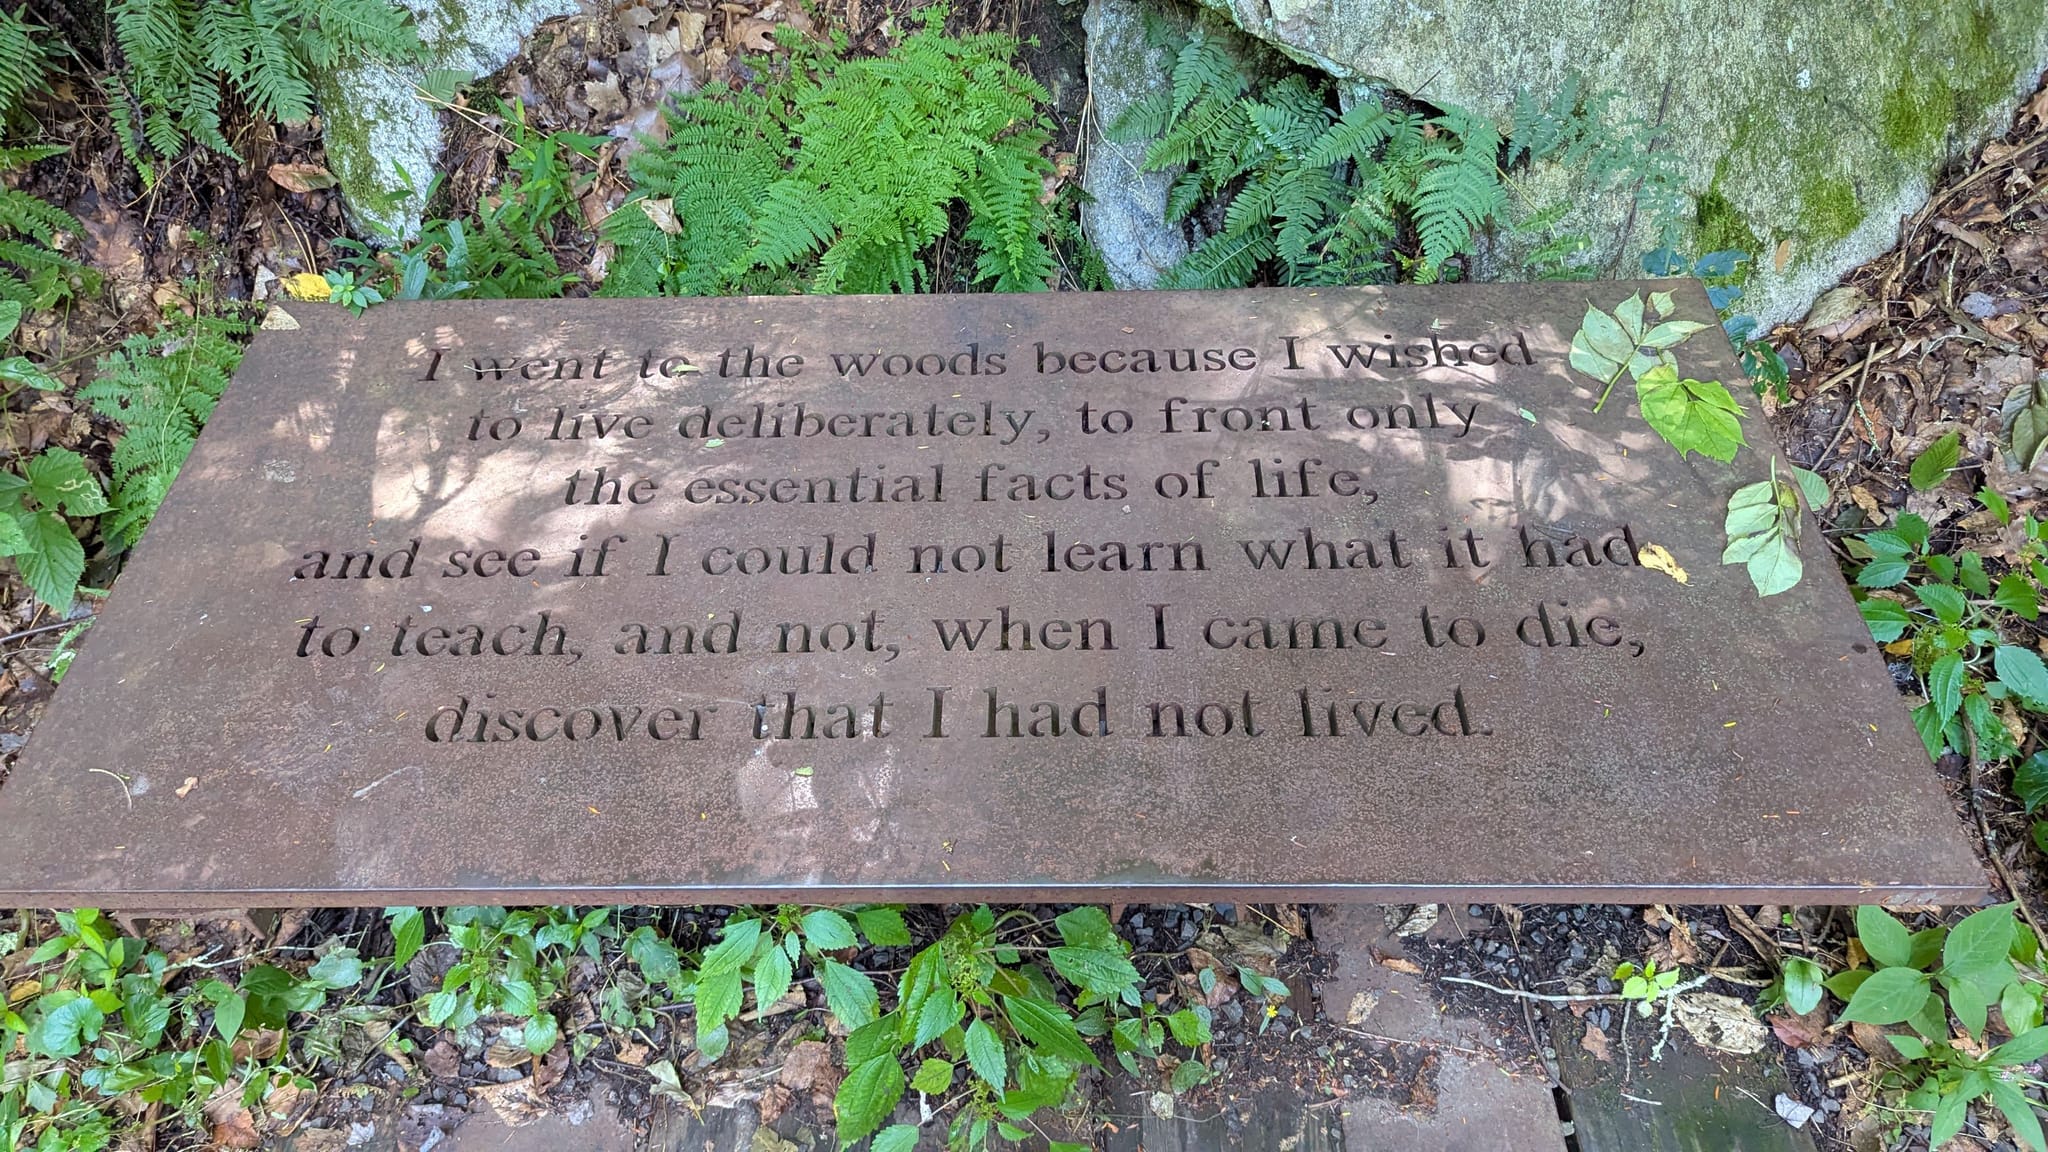 I went to the woods because I wished
to live deliberately, to front only
the essential facts of life,
and see if I could not learn what it had
to teach, and not, when I came to die,
discover that I had not lived.